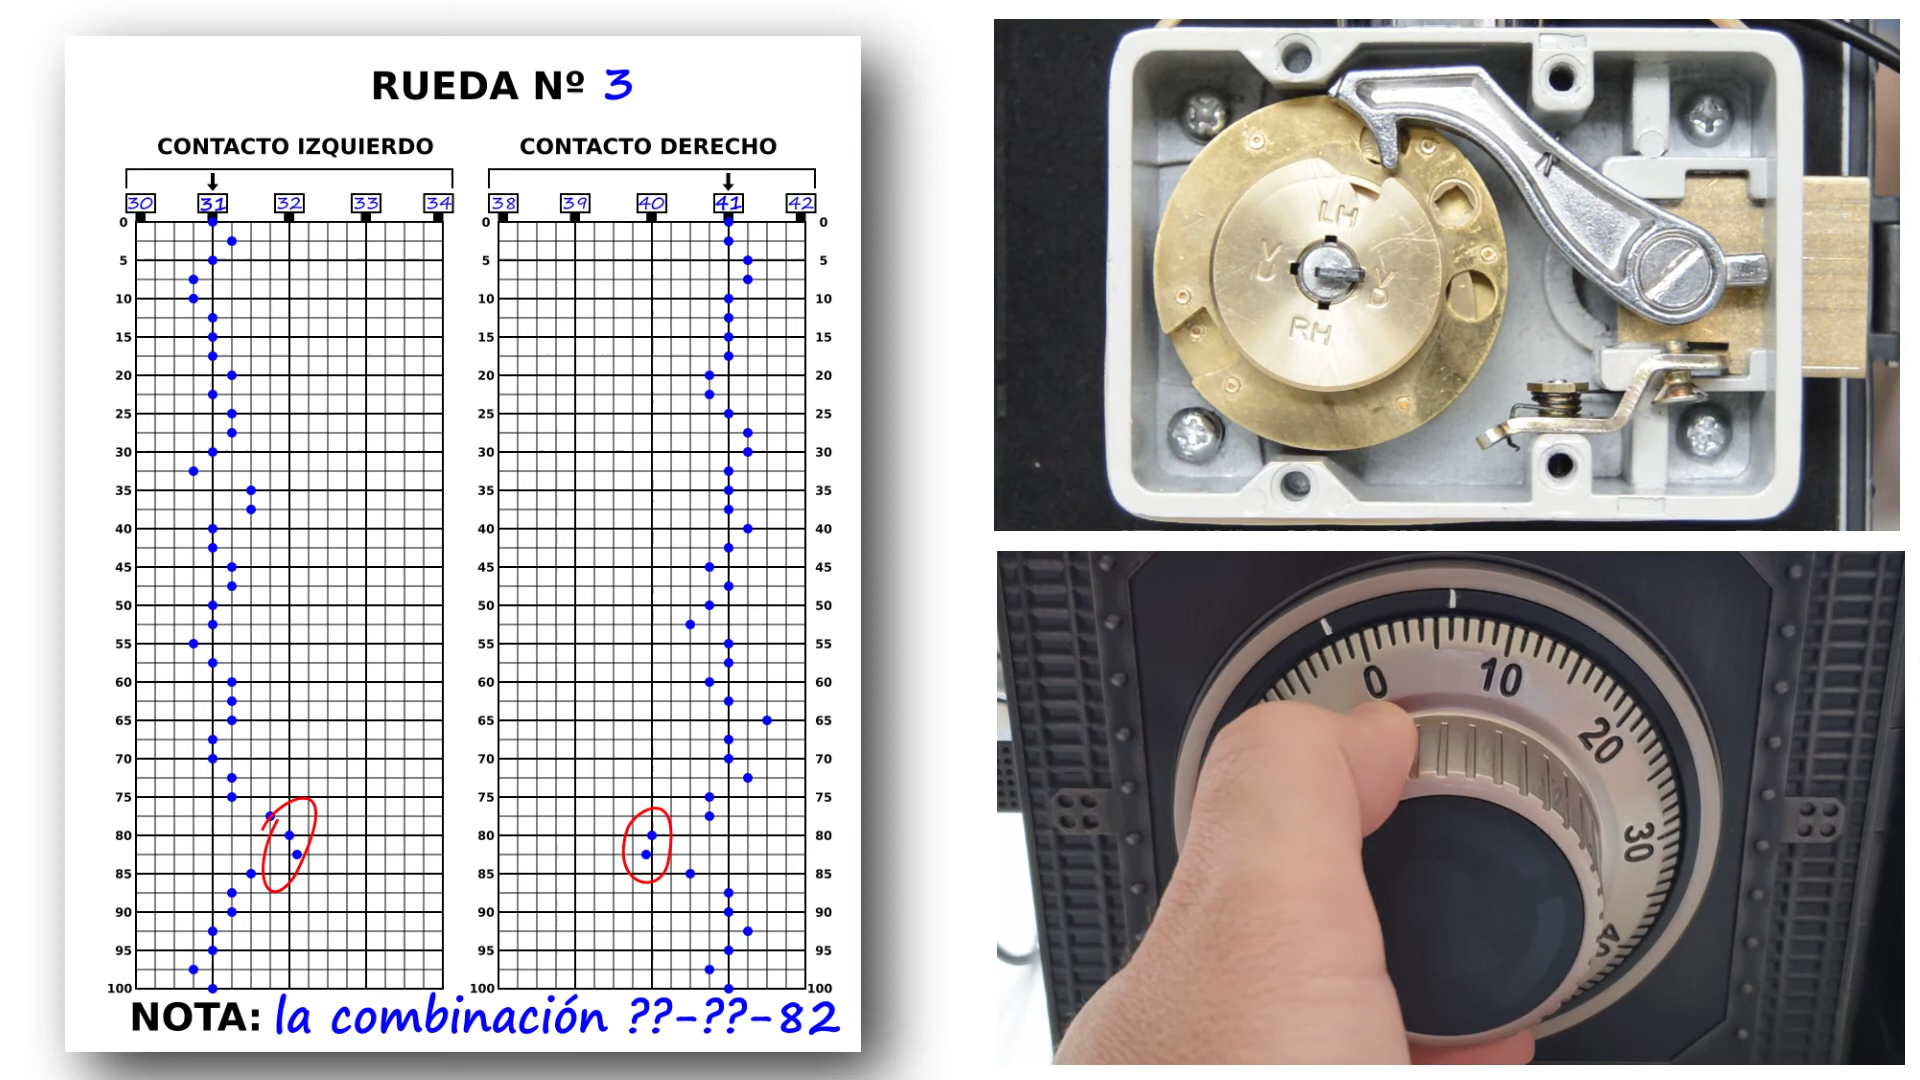 RUEDA Nº 3
CONTACTO IZQUIERDO CONTACTO DERECHO
30 31 32 33 34 38 39 40 41 42
0 0 0
5 5 5
10 10 10
15 15 15
20 20 20
25 25 25
30 30 30
35 35 35
40 40 40
45 45 45
50 50 50
55 55 55
60 60 60
65 65 65
70 70 70
75 75 75
80 80 80
85 85 85
90 90 90
95 95 95
100 100 100
NOTA: la combinación ??-??-82
LH
RH
0 10 20 30 40